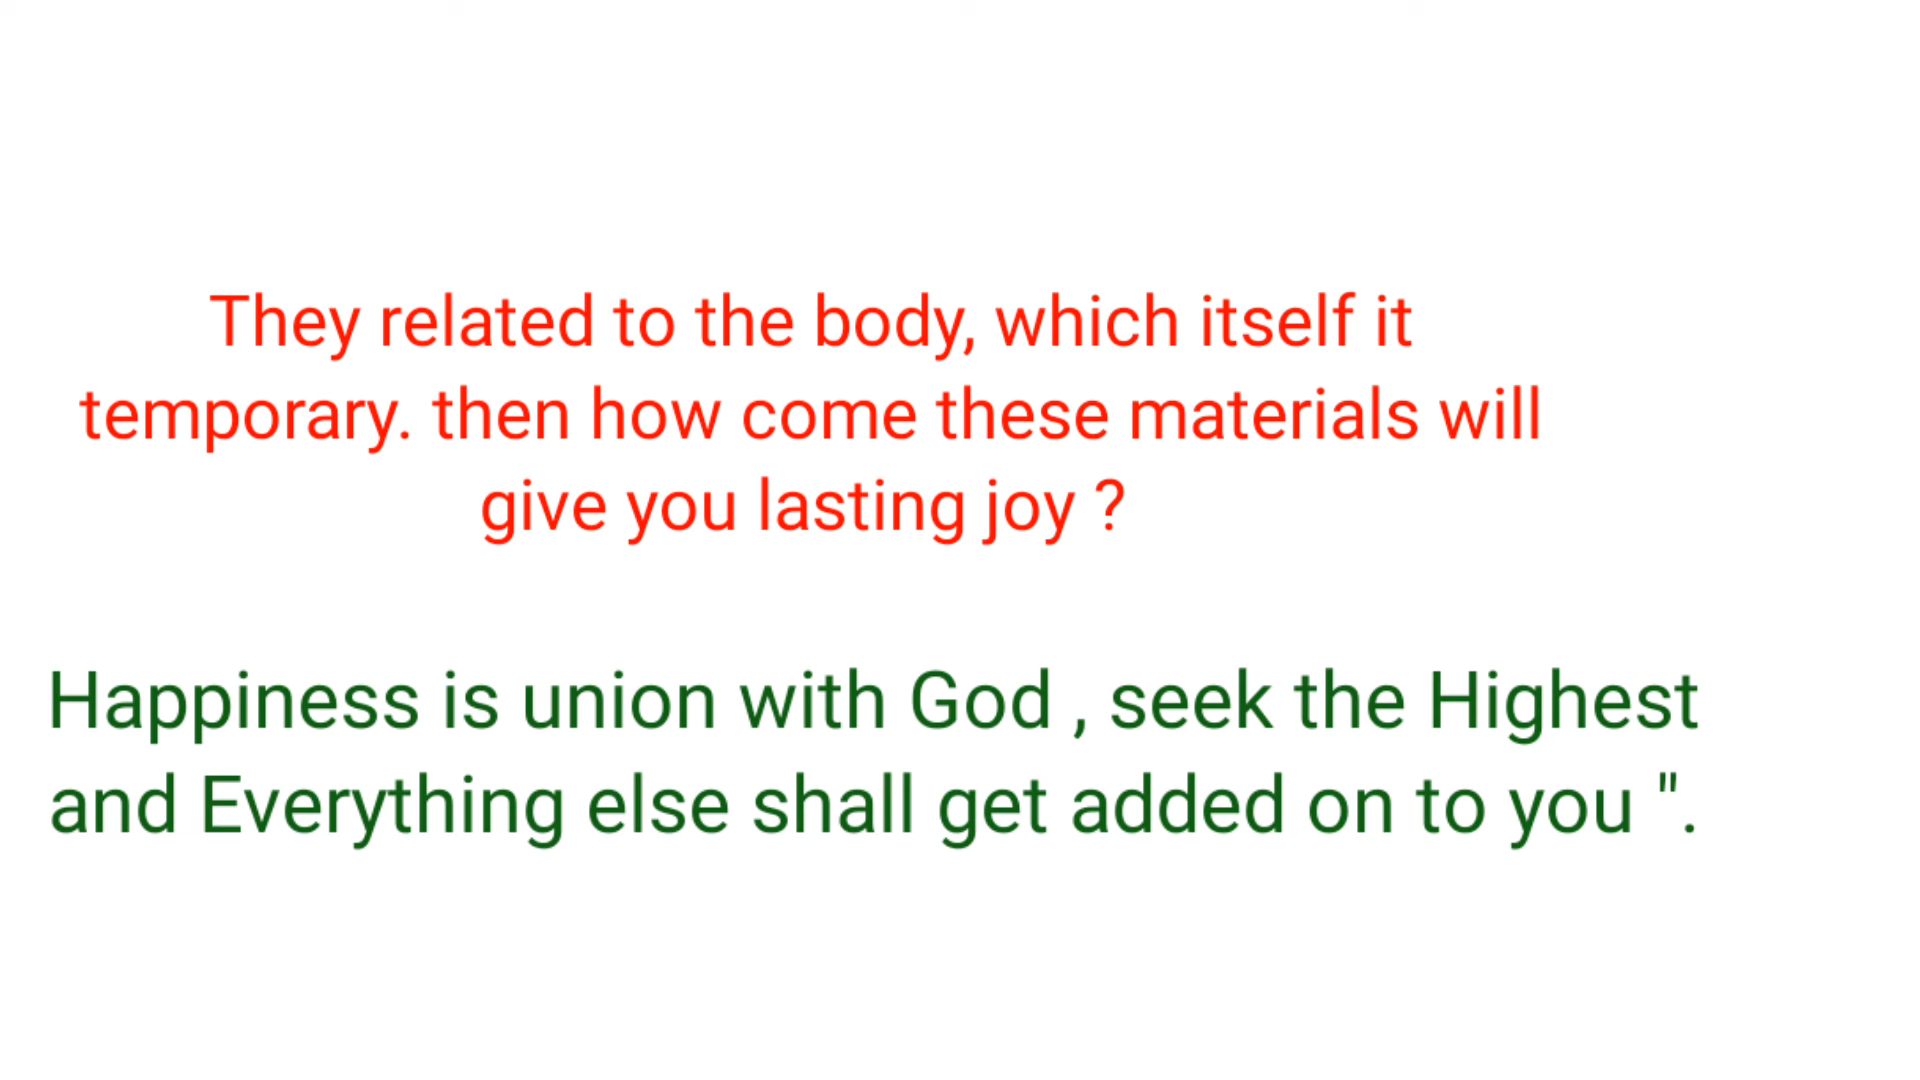 They related to the body, which itself it
temporary. then how come these materials will
give you lasting joy ?
Happiness is union with God , seek the Highest
and Everything else shall get added on to you ".